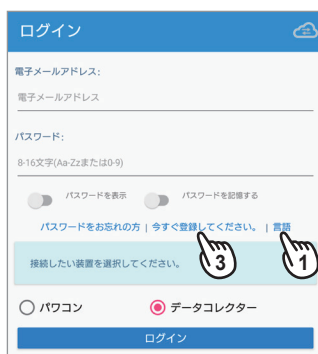 ログイン
電子メールアドレス:
電子メールアドレス
パスワード:
8-16文字(Aa-Zzまたは0-9)
パスワードを表示 パスワードを記憶する
パスワードをお忘れの方 | 今すぐ登録してください。 | 言語
3 1
接続したい装置を選択してください。
パワコン データコレクター
ログイン